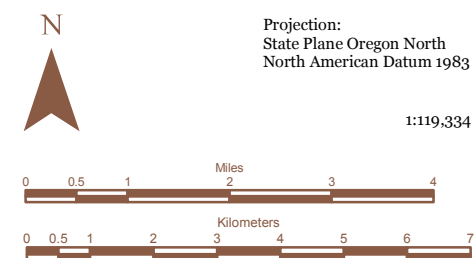 N
Projection:
State Plane Oregon North
North American Datum 1983
1:119,334
Miles
0 0.5 1 2 3 4
Kilometers
0 0.5 1 2 3 4 5 6 7